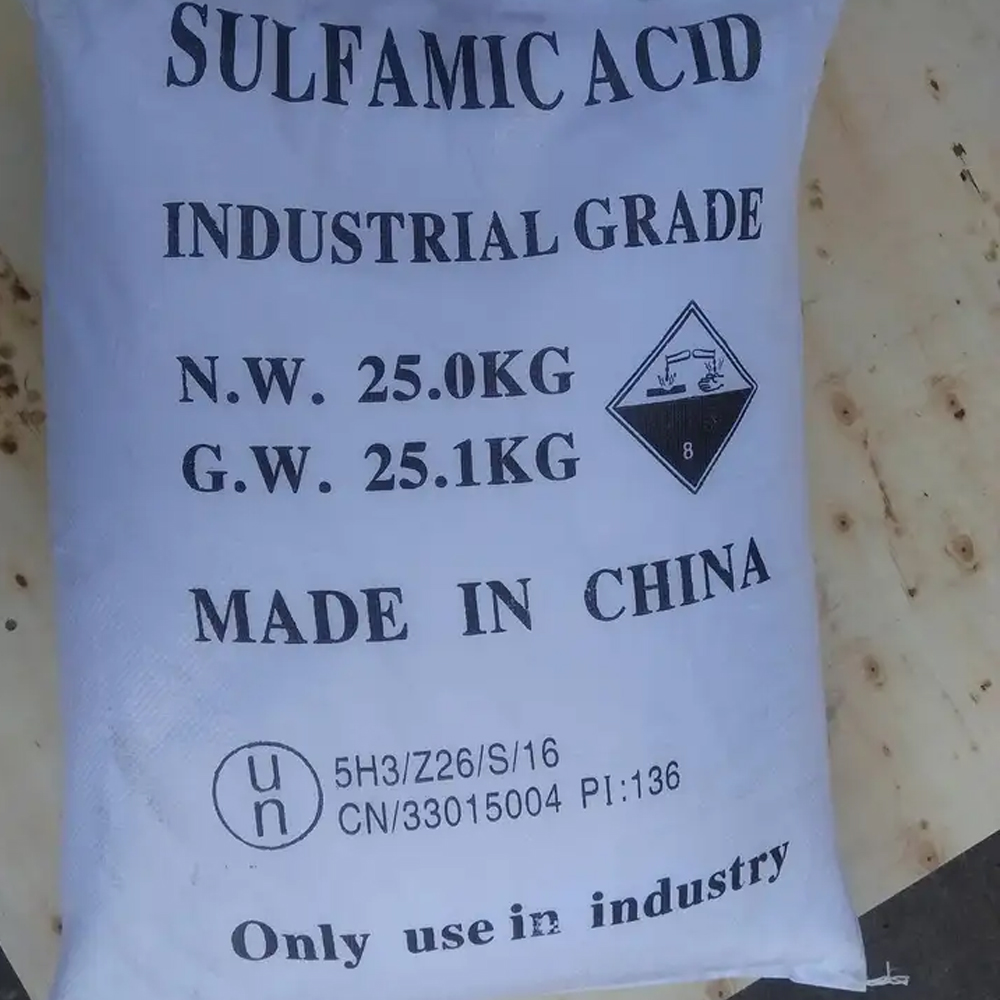 SULFAMIC ACID
INDUSTRIAL GRADE
N.W. 25.0KG
G.W. 25.1KG
8
MADE IN CHINA
un
5H3/Z26/S/16
CN/33015004 PI:136
Only use in industry